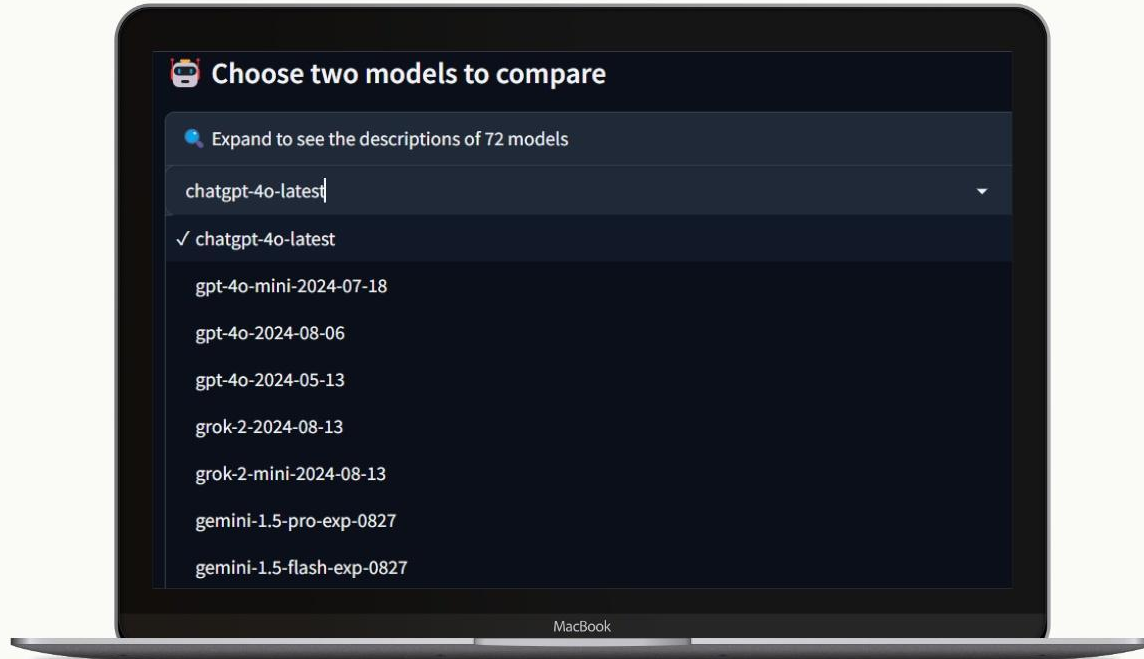 Choose two models to compare
Expand to see the descriptions of 72 models
chatgpt-4o-latest
✓ chatgpt-4o-latest
gpt-4o-mini-2024-07-18
gpt-4o-2024-08-06
gpt-4o-2024-05-13
grok-2-2024-08-13
grok-2-mini-2024-08-13
gemini-1.5-pro-exp-0827
gemini-1.5-flash-exp-0827
MacBook